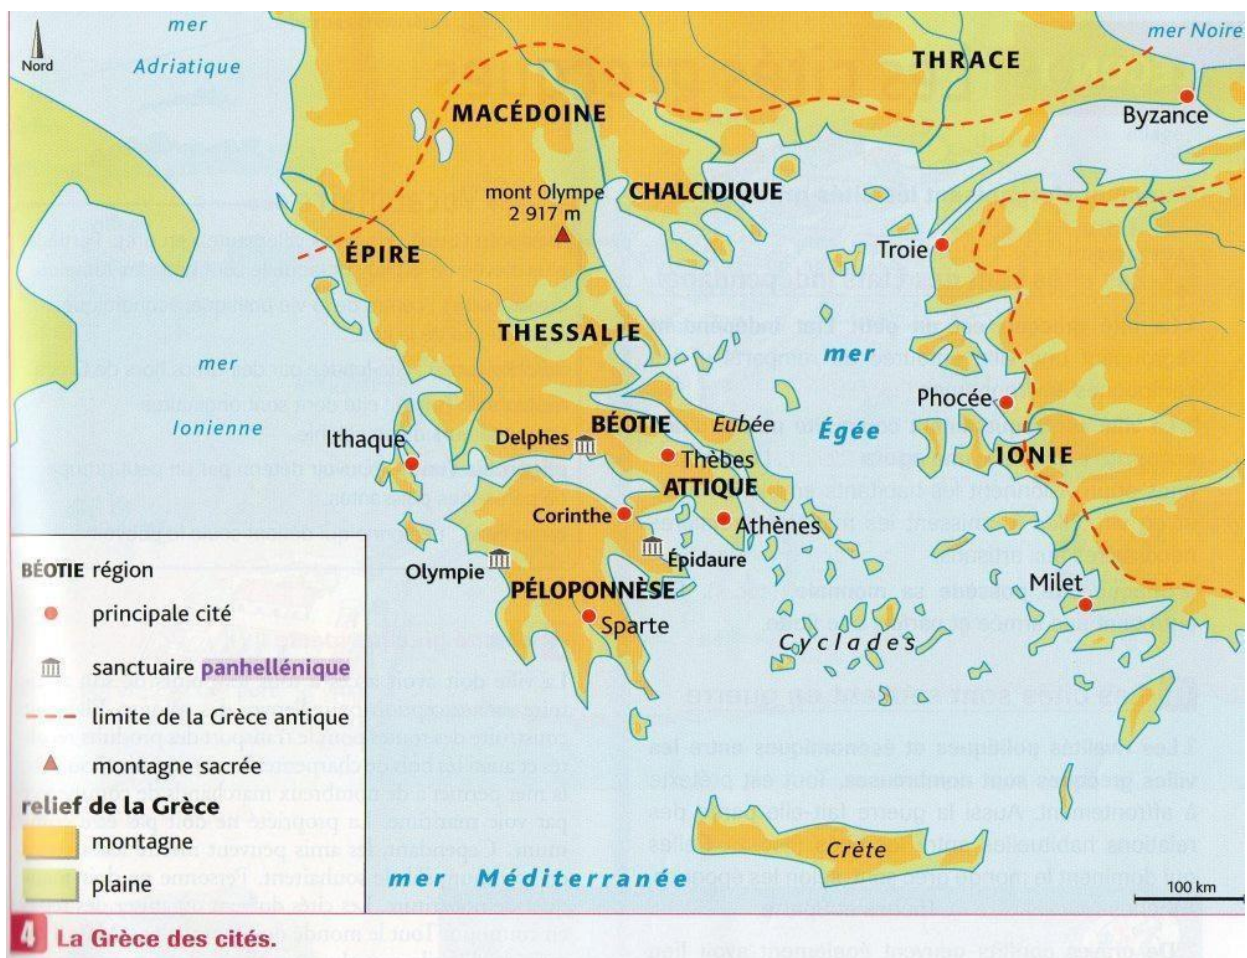 mer
Adriatique
Nord
mer Noire
THRACE
MACÉDOINE
Byzance
mont Olympe
2 917 m
CHALCIDIQUE
ÉPIRE
Troie
THESSALIE
mer
Égée
mer
Ionienne
Phocée
Ithaque
Delphes
BÉOTIE
Eubée
Thèbes
IONIE
ATTIQUE
Corinthe
Athènes
Olympie
Épidaure
PÉLOPONNÈSE
Sparte
Milet
Cyclades
Crète
mer Méditerranée
100 km
BÉOTIE région
principale cité
sanctuaire panhellénique
limite de la Grèce antique
montagne sacrée
relief de la Grèce
montagne
plaine
4 La Grèce des cités.